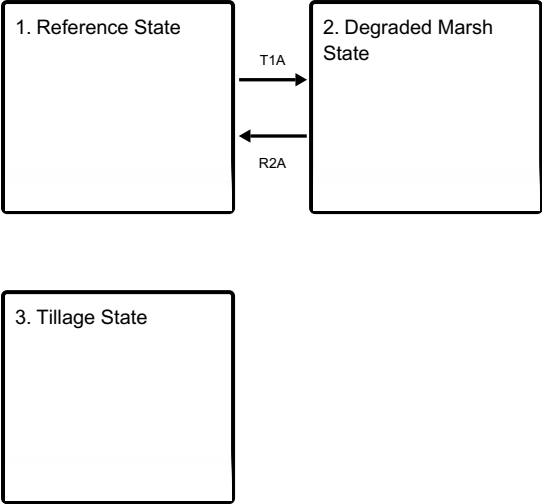 1. Reference State
2. Degraded Marsh
State
T1A
R2A
3. Tillage State